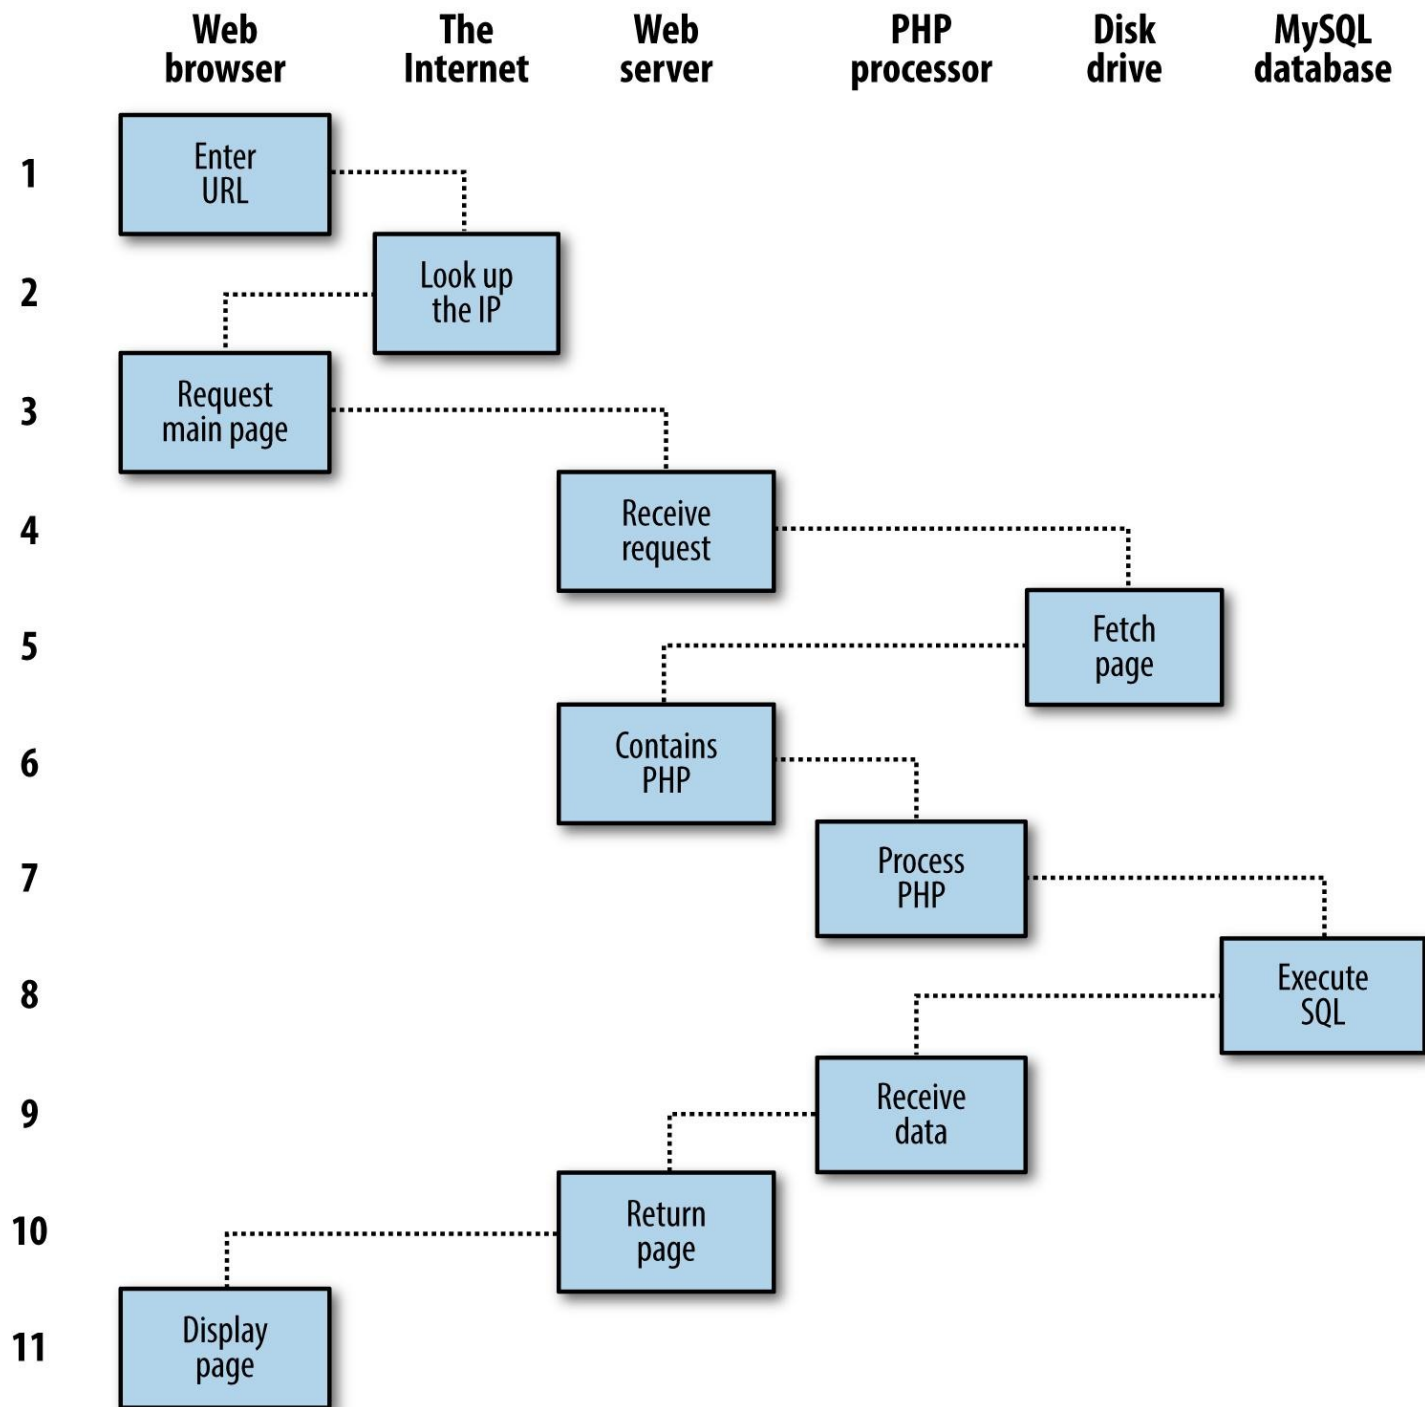 Web
browser
The
Internet
Web
server
PHP
processor
Disk
drive
MySQL
database
1
Enter
URL
2
Look up
the IP
3
Request
main page
4
Receive
request
5
Fetch
page
6
Contains
PHP
7
Process
PHP
8
Execute
SQL
9
Receive
data
10
Return
page
11
Display
page